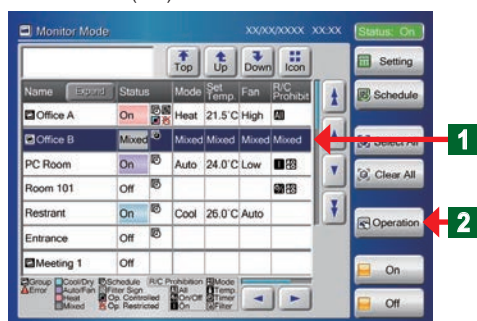 Monitor Mode XX/XX/XXXX XX:XX Status: On
Top Up Down Icon Setting
Name Expand Status Mode Set Temp. Fan R/C Prohibit
Schedule
Office A On Heat 21.5°C High All
Office B Mixed Mixed Mixed Mixed Mixed
Select All
1
PC Room On Auto 24.0°C Low
Clear All
Room 101 Off
Restrant On Cool 26.0°C Auto
Operation
2
Entrance Off
Meeting 1 Off
On
Group Cool/Dry Schedule R/C Prohibition Mode
Error Auto/Fan Filter Sign All Temp.
Heat Op. Controlled On/Off Timer
Mixed Op. Restricted On Filter
Off